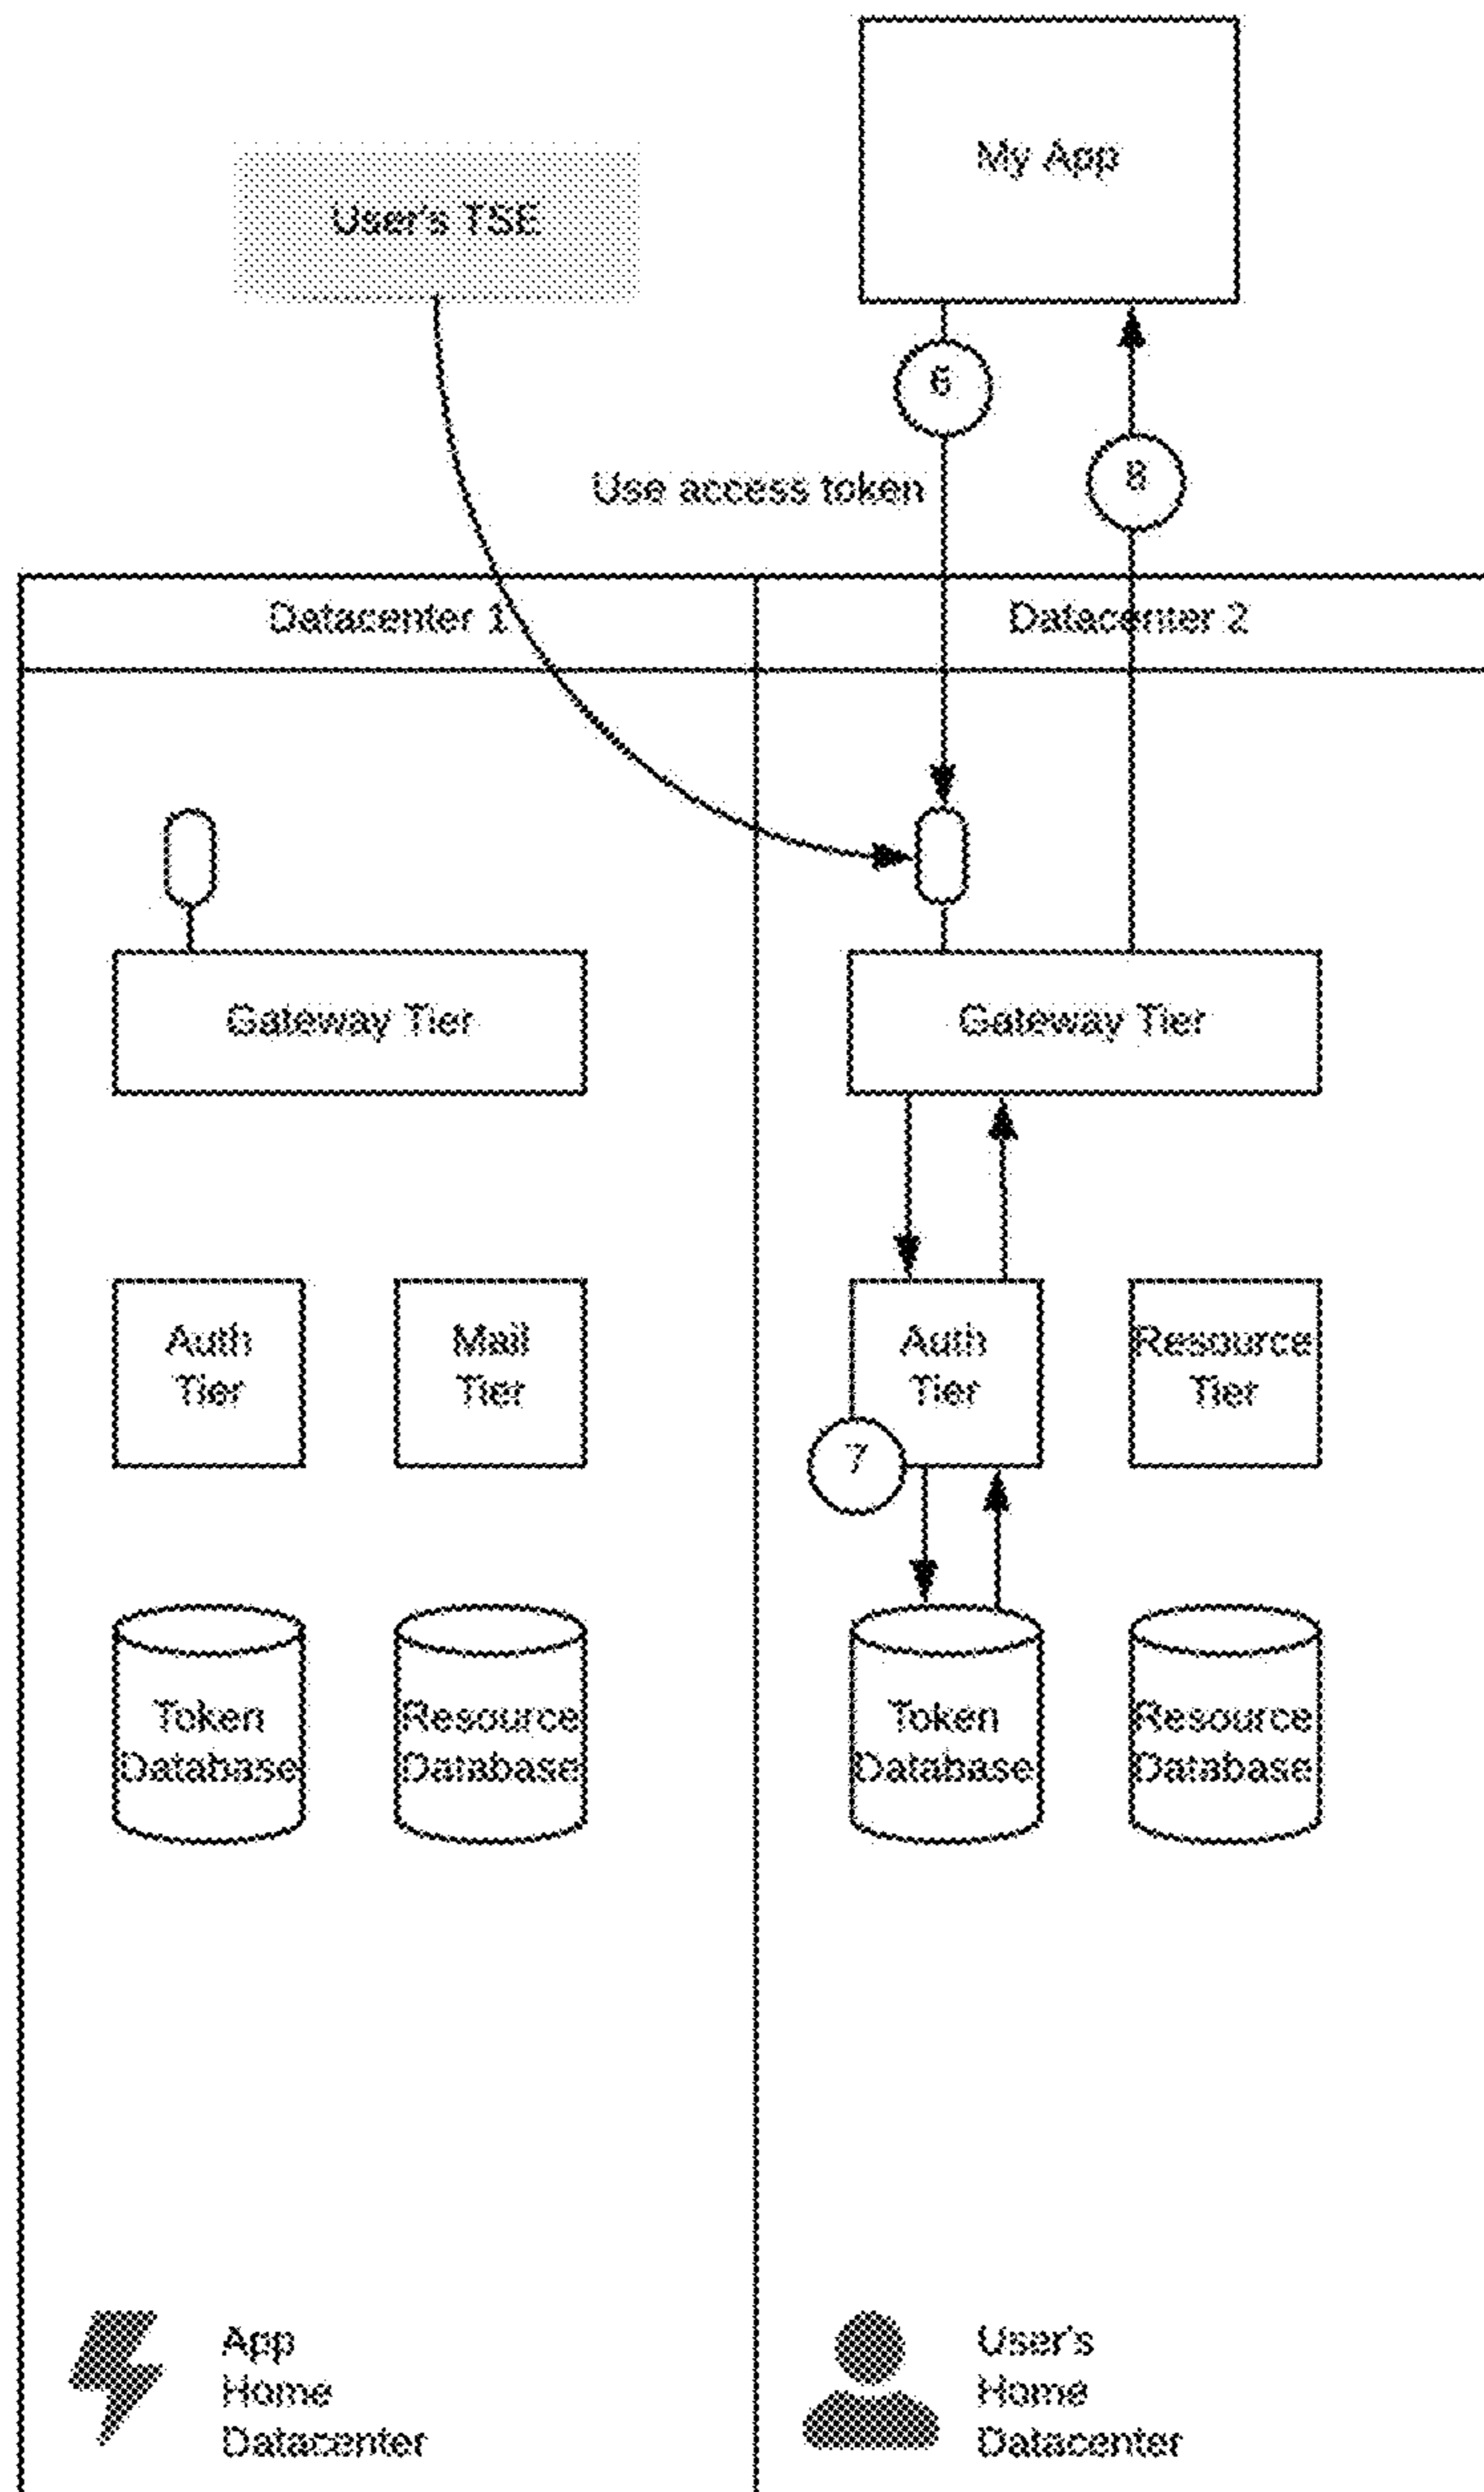 My App
User's TSE
6
Use access token
8
Datacenter 1
Datacenter 2
Gateway Tier
Gateway Tier
Auth
Tier
Mail
Tier
Auth
Tier
Resource
Tier
7
Token
Database
Resource
Database
Token
Database
Resource
Database
App
Home
Datacenter
User's
Home
Datacenter